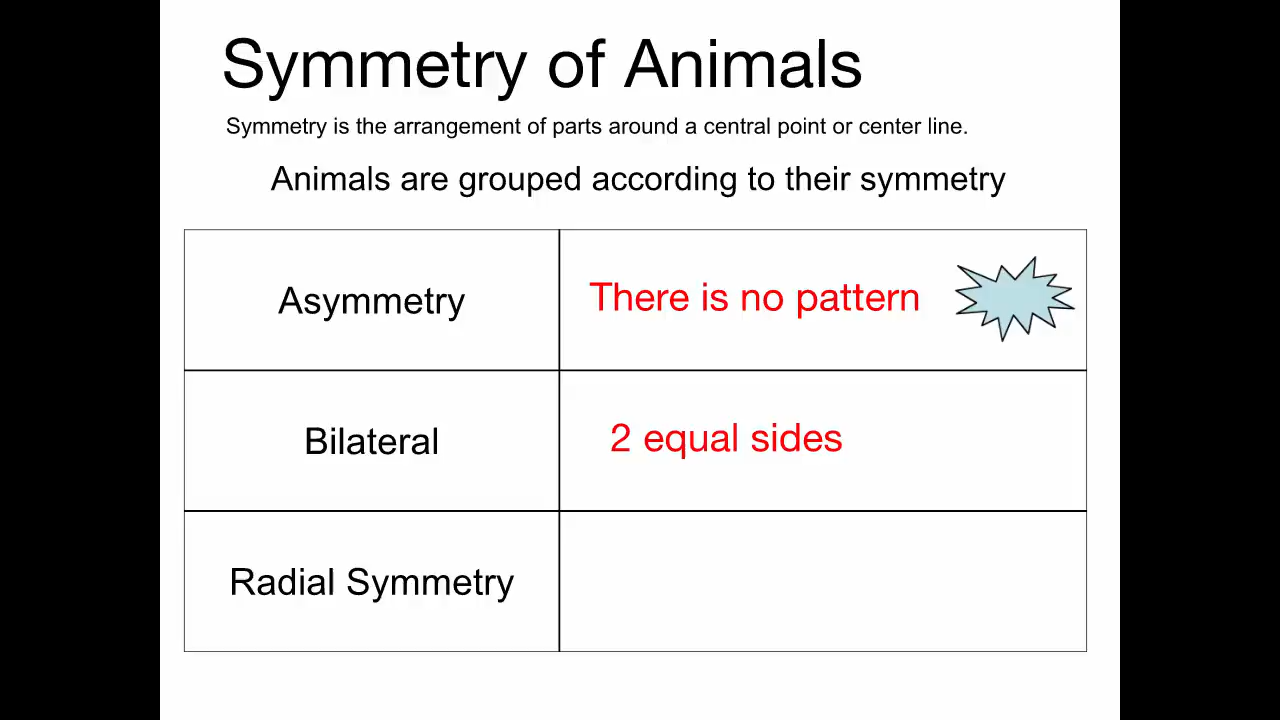 Symmetry of Animals
Symmetry is the arrangement of parts around a central point or center line.
Animals are grouped according to their symmetry
Asymmetry
There is no pattern
Bilateral
2 equal sides
Radial Symmetry